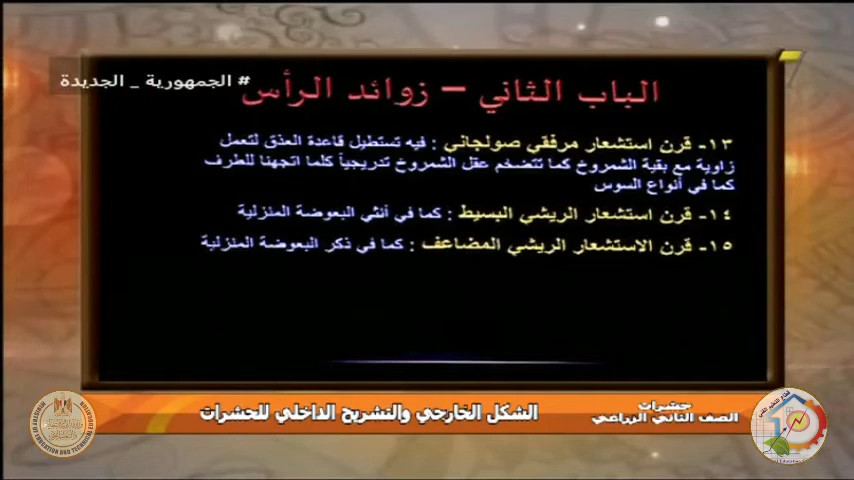 # الجمهورية _ الجديدة
الباب الثاني – زوائد الرأس
١٣- قرن استشعار مرفقي صولجاني : فيه تستطيل قاعدة العذق لتعمل
زاوية مع بقية الشمروخ كما تتضخم عقل الشمروخ تدريجياً كلما اتجهنا للطرف
كما في أنواع السوس
١٤- قرن استشعار الريشي البسيط : كما في أنثي البعوضة المنزلية
١٥- قرن الاستشعار الريشي المضاعف : كما في ذكر البعوضة المنزلية
حشرات
الصف الثاني الزراعي
الشكل الخارجي والتشريح الداخلي للحشرات